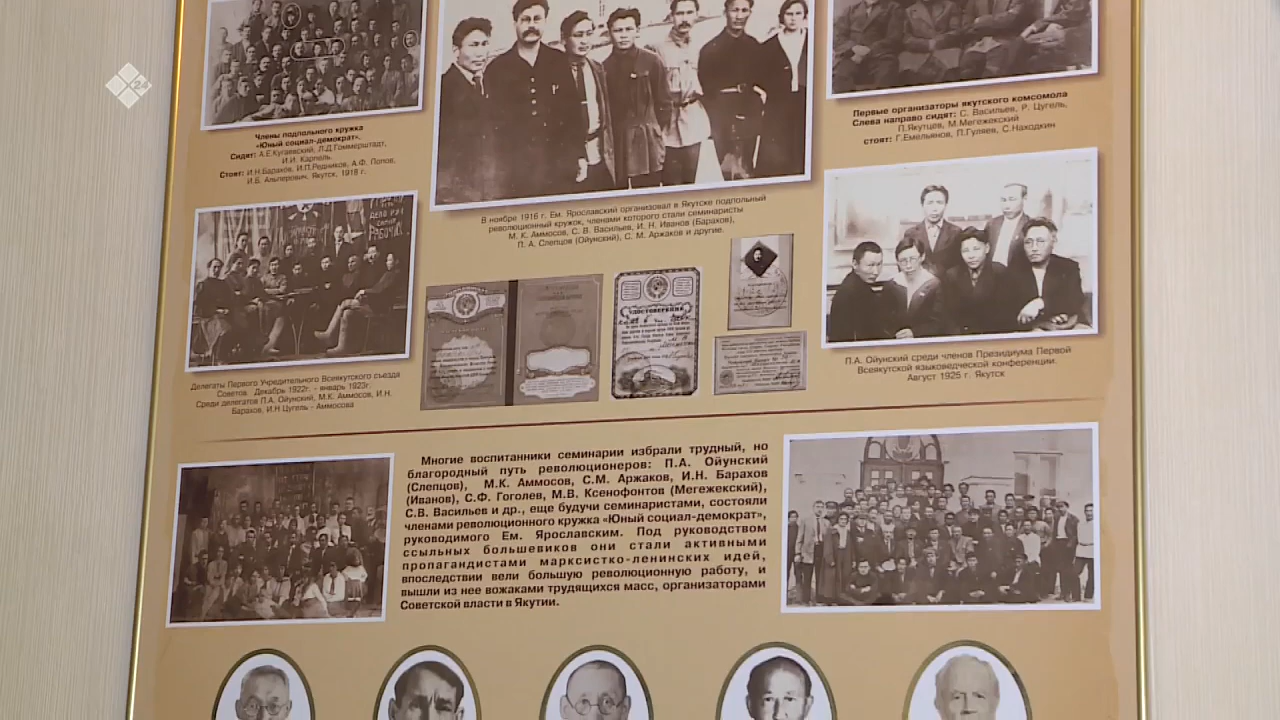 24
Члены подпольного кружка
«Юный социал-демократ».
Сидят: А.Е.Кугаевский, Л.Д.Гоммерштадт,
И.И. Карпель.
Стоят: И.Н.Барахов, И.П.Редников, А.Ф. Попов,
И.Б. Альперович. Якутск, 1918 г.
В ноябре 1916 г. Ем. Ярославский организовал в Якутске подпольный
революционный кружок, членами которого стали семинаристы
М. К. Аммосов, С. В. Васильев, И. Н. Иванов (Барахов),
П. А. Слепцов (Ойунский), С. М. Аржаков и другие.
Первые организаторы якутского комсомола
Слева направо сидят: С. Васильев, Р. Цугель,
П.Якутцев, М.Мегежекский
стоят: Г.Емельянов, П.Гуляев, С.Находкин
ДЕЛО РУК
РАБОЧИХ
УДОСТОВЕРЕНИЕ
Делегаты Первого Учредительного Всеякутского съезда
Советов. Декабрь 1922г. - январь 1923г.
Среди делегатов П.А. Ойунский, М.К. Аммосов, И.Н.
Барахов, И.Н Цугель - Аммосова
П.А. Ойунский среди членов Президиума Первой
Всеякутской языковедческой конференции.
Август 1925 г. Якутск
Многие воспитанники семинарии избрали трудный, но
благородный путь революционеров: П.А. Ойунский
(Слепцов), М.К. Аммосов, С.М. Аржаков, И.Н. Барахов
(Иванов), С.Ф. Гоголев, М.В. Ксенофонтов (Мегежекский),
С.В. Васильев и др., еще будучи семинаристами, состояли
членами революционного кружка «Юный социал-демократ»,
руководимого Ем. Ярославским. Под руководством
ссыльных большевиков они стали активными
пропагандистами марксистко-ленинских идей,
впоследствии вели большую революционную работу, и
вышли из нее вожаками трудящихся масс, организаторами
Советской власти в Якутии.